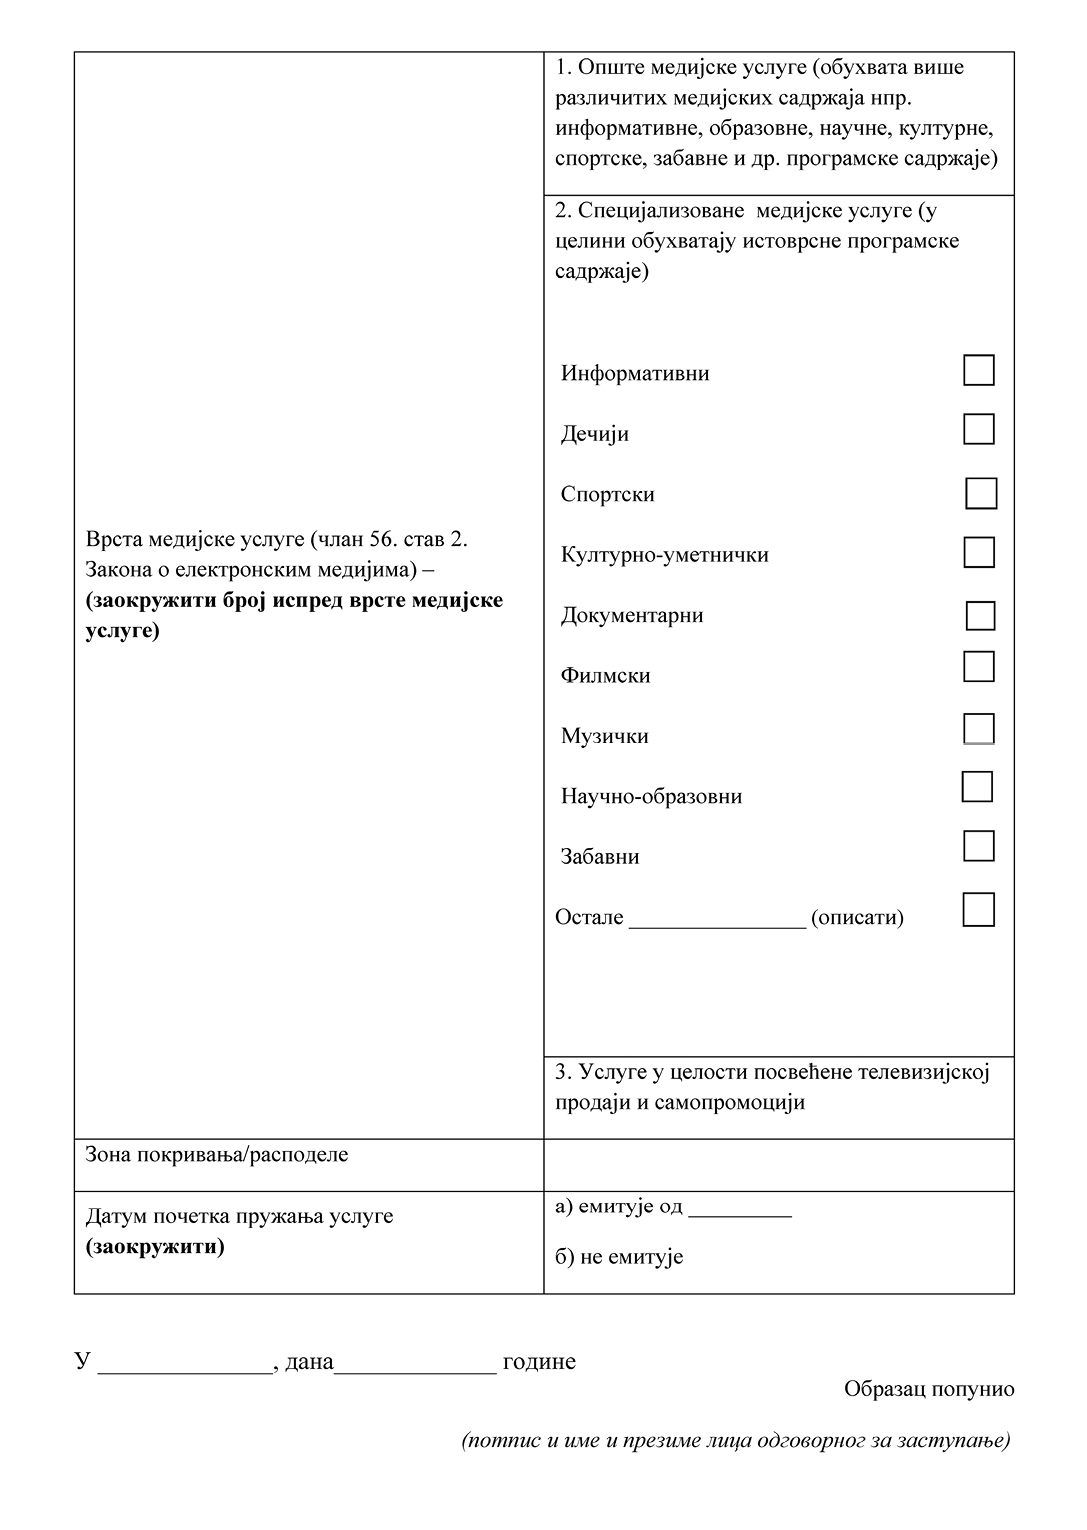 1. Опште медијске услуге (обухвата више
различитих медијских садржаја нпр.
информативне, образовне, научне, културне,
спортске, забавне и др. програмске садржаје)
2. Специјализоване  медијске услуге (у
целини обухватају истоврсне програмске
садржаје)
Информативни
Дечији
Спортски
Културно-уметнички
Документарни
Филмски
Музички
Научно-образовни
Забавни
Остале _______________ (описати)
Врста медијске услуге (члан 56. став 2.
Закона о електронским медијима) –
(заокружити број испред врсте медијске
услуге)
3. Услуге у целости посвећене телевизијској
продаји и самопромоцији
Зона покривања/расподеле
Датум почетка пружања услуге
(заокружити)
а) емитује од _________
б) не емитује
У ______________, дана_____________ године
Образац попунио
(потпис и име и презиме лица одговорног за заступање)